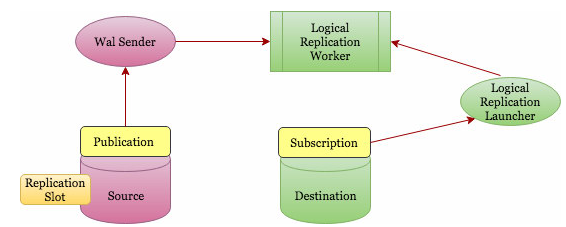 Wal Sender
Logical
Replication
Worker
Logical
Replication
Launcher
Publication
Subscription
Replication
Slot
Source
Destination